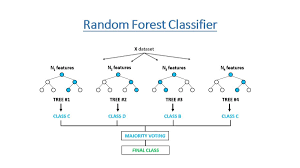 Random Forest Classifier
X dataset
N₁ features N₂ features N₃ features N₄ features
TREE #1 TREE #2 TREE #3 TREE #4
CLASS C CLASS D CLASS B CLASS C
MAJORITY VOTING
FINAL CLASS